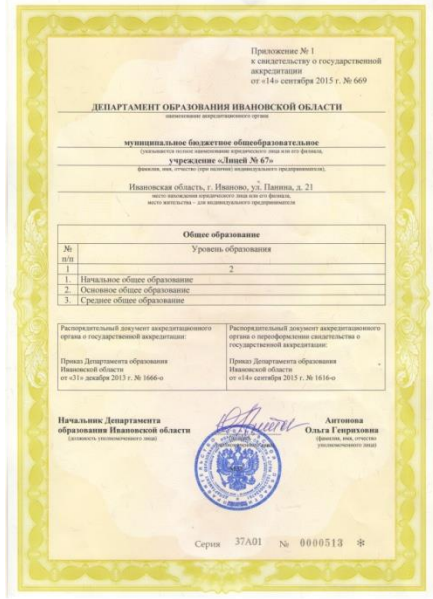 Приложение № 1
к свидетельству о государственной
аккредитации
от «14» сентября 2015 г. № 669
ДЕПАРТАМЕНТ ОБРАЗОВАНИЯ ИВАНОВСКОЙ ОБЛАСТИ
наименование аккредитационного органа
муниципальное бюджетное общеобразовательное
(указываются полное наименование юридического лица или его филиала,
учреждение «Лицей № 67»
фамилия, имя, отчество (при наличии) индивидуального предпринимателя),
Ивановская область, г. Иваново, ул. Панина, д. 21
место нахождения юридического лица или его филиала,
место жительства – для индивидуального предпринимателя
Общее образование
№ п/п
Уровень образования
1
2
1. Начальное общее образование
2. Основное общее образование
3. Среднее общее образование
Распорядительный документ аккредитационного
органа о государственной аккредитации:
Приказ Департамента образования
Ивановской области
от «31» декабря 2013 г. № 1666-о
Распорядительный документ аккредитационного
органа о переоформлении свидетельства о
государственной аккредитации:
Приказ Департамента образования
Ивановской области
от «14» сентября 2015 г. № 1616-о
Начальник Департамента
образования Ивановской области
(должность уполномоченного лица)
Антонова
Ольга Генриховна
(фамилия, имя, отчество
уполномоченного лица)
Серия 37А01 № 0000513 *